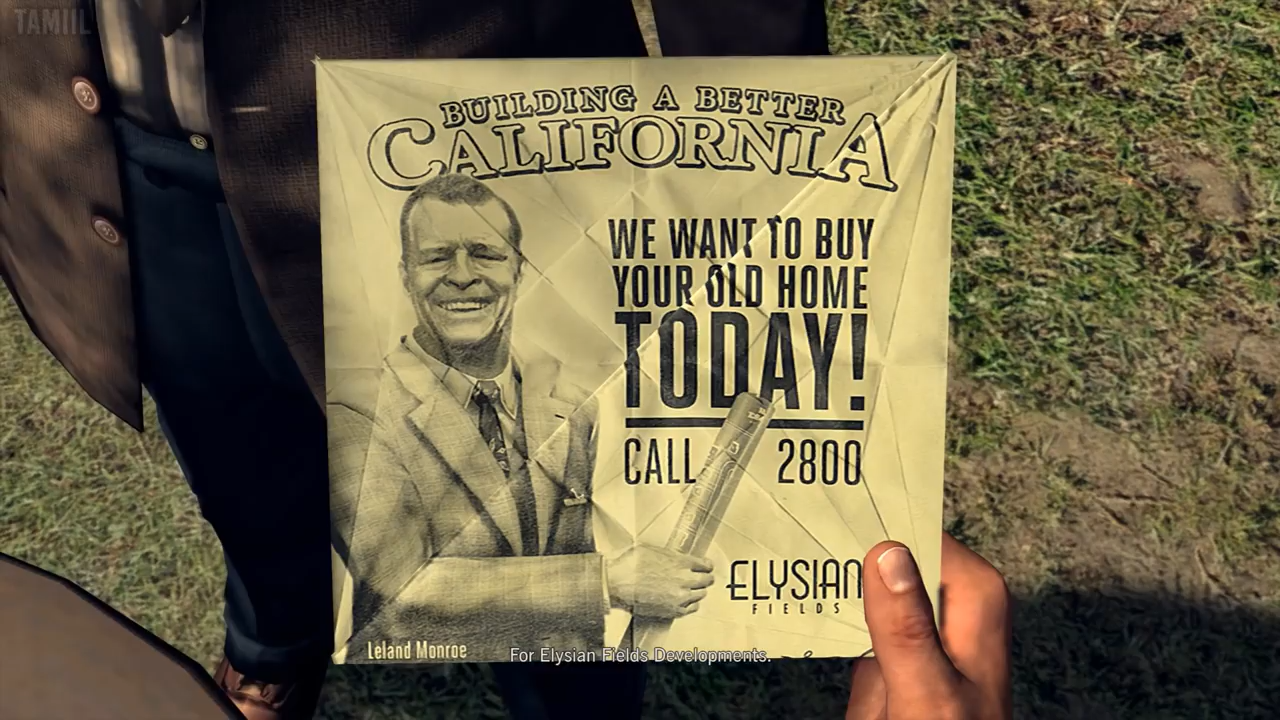 TAMIIL
BUILDING A BETTER
CALIFORNIA
WE WANT TO BUY
YOUR OLD HOME
TODAY!
CALL 2800
ELYSIAN
FIELDS
Leland Monroe
For Elysian Fields Developments.